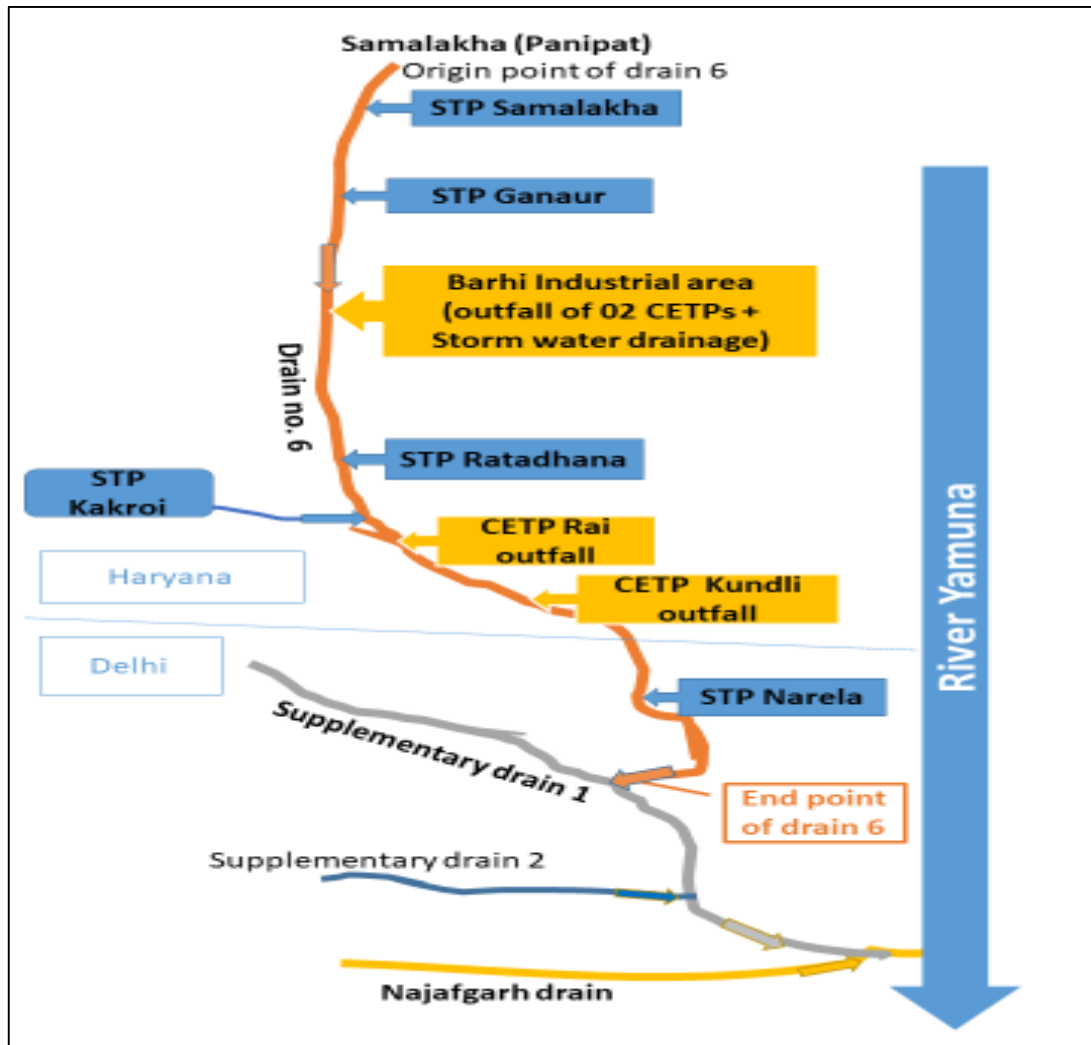 Samalakha (Panipat)
Origin point of drain 6
STP Samalakha
STP Ganaur
Barhi Industrial area
(outfall of 02 CETPs +
Storm water drainage)
Drain no. 6
STP Ratadhana
STP
Kakroi
CETP Rai
outfall
Haryana
CETP  Kundli
outfall
River Yamuna
Delhi
STP Narela
Supplementary drain 1
End point
of drain 6
Supplementary drain 2
Najafgarh drain